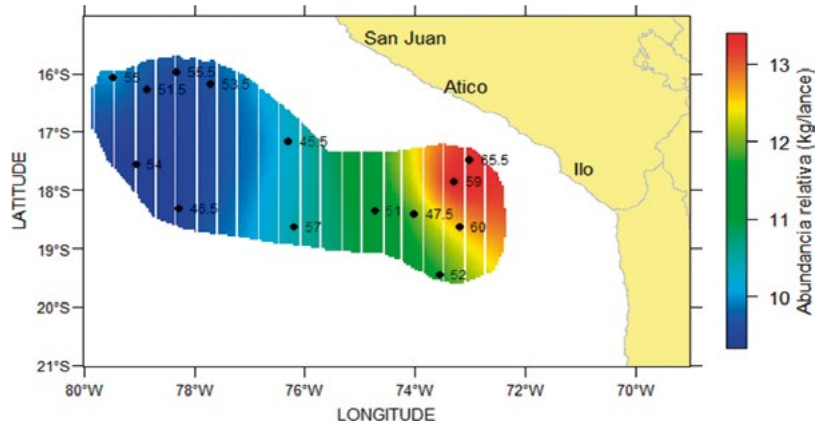 San Juan
Atico
Ilo
16°S
17°S
18°S
19°S
20°S
21°S
LATITUDE
80°W
78°W
76°W
74°W
72°W
70°W
LONGITUDE
55
51.5
55.5
53.5
54
46.5
45.5
57
51
47.5
65.5
59
60
52
13
12
11
10
Abundancia relativa (kg/lance)